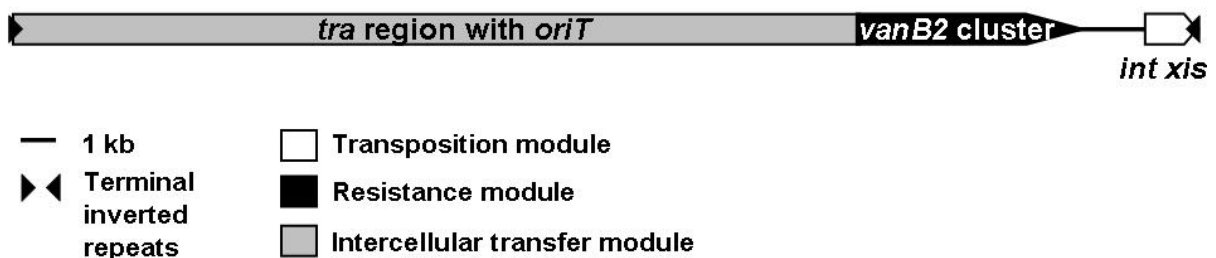 tra region with oriT
vanB2 cluster
int xis
1 kb
Terminal
inverted
repeats
Transposition module
Resistance module
Intercellular transfer module